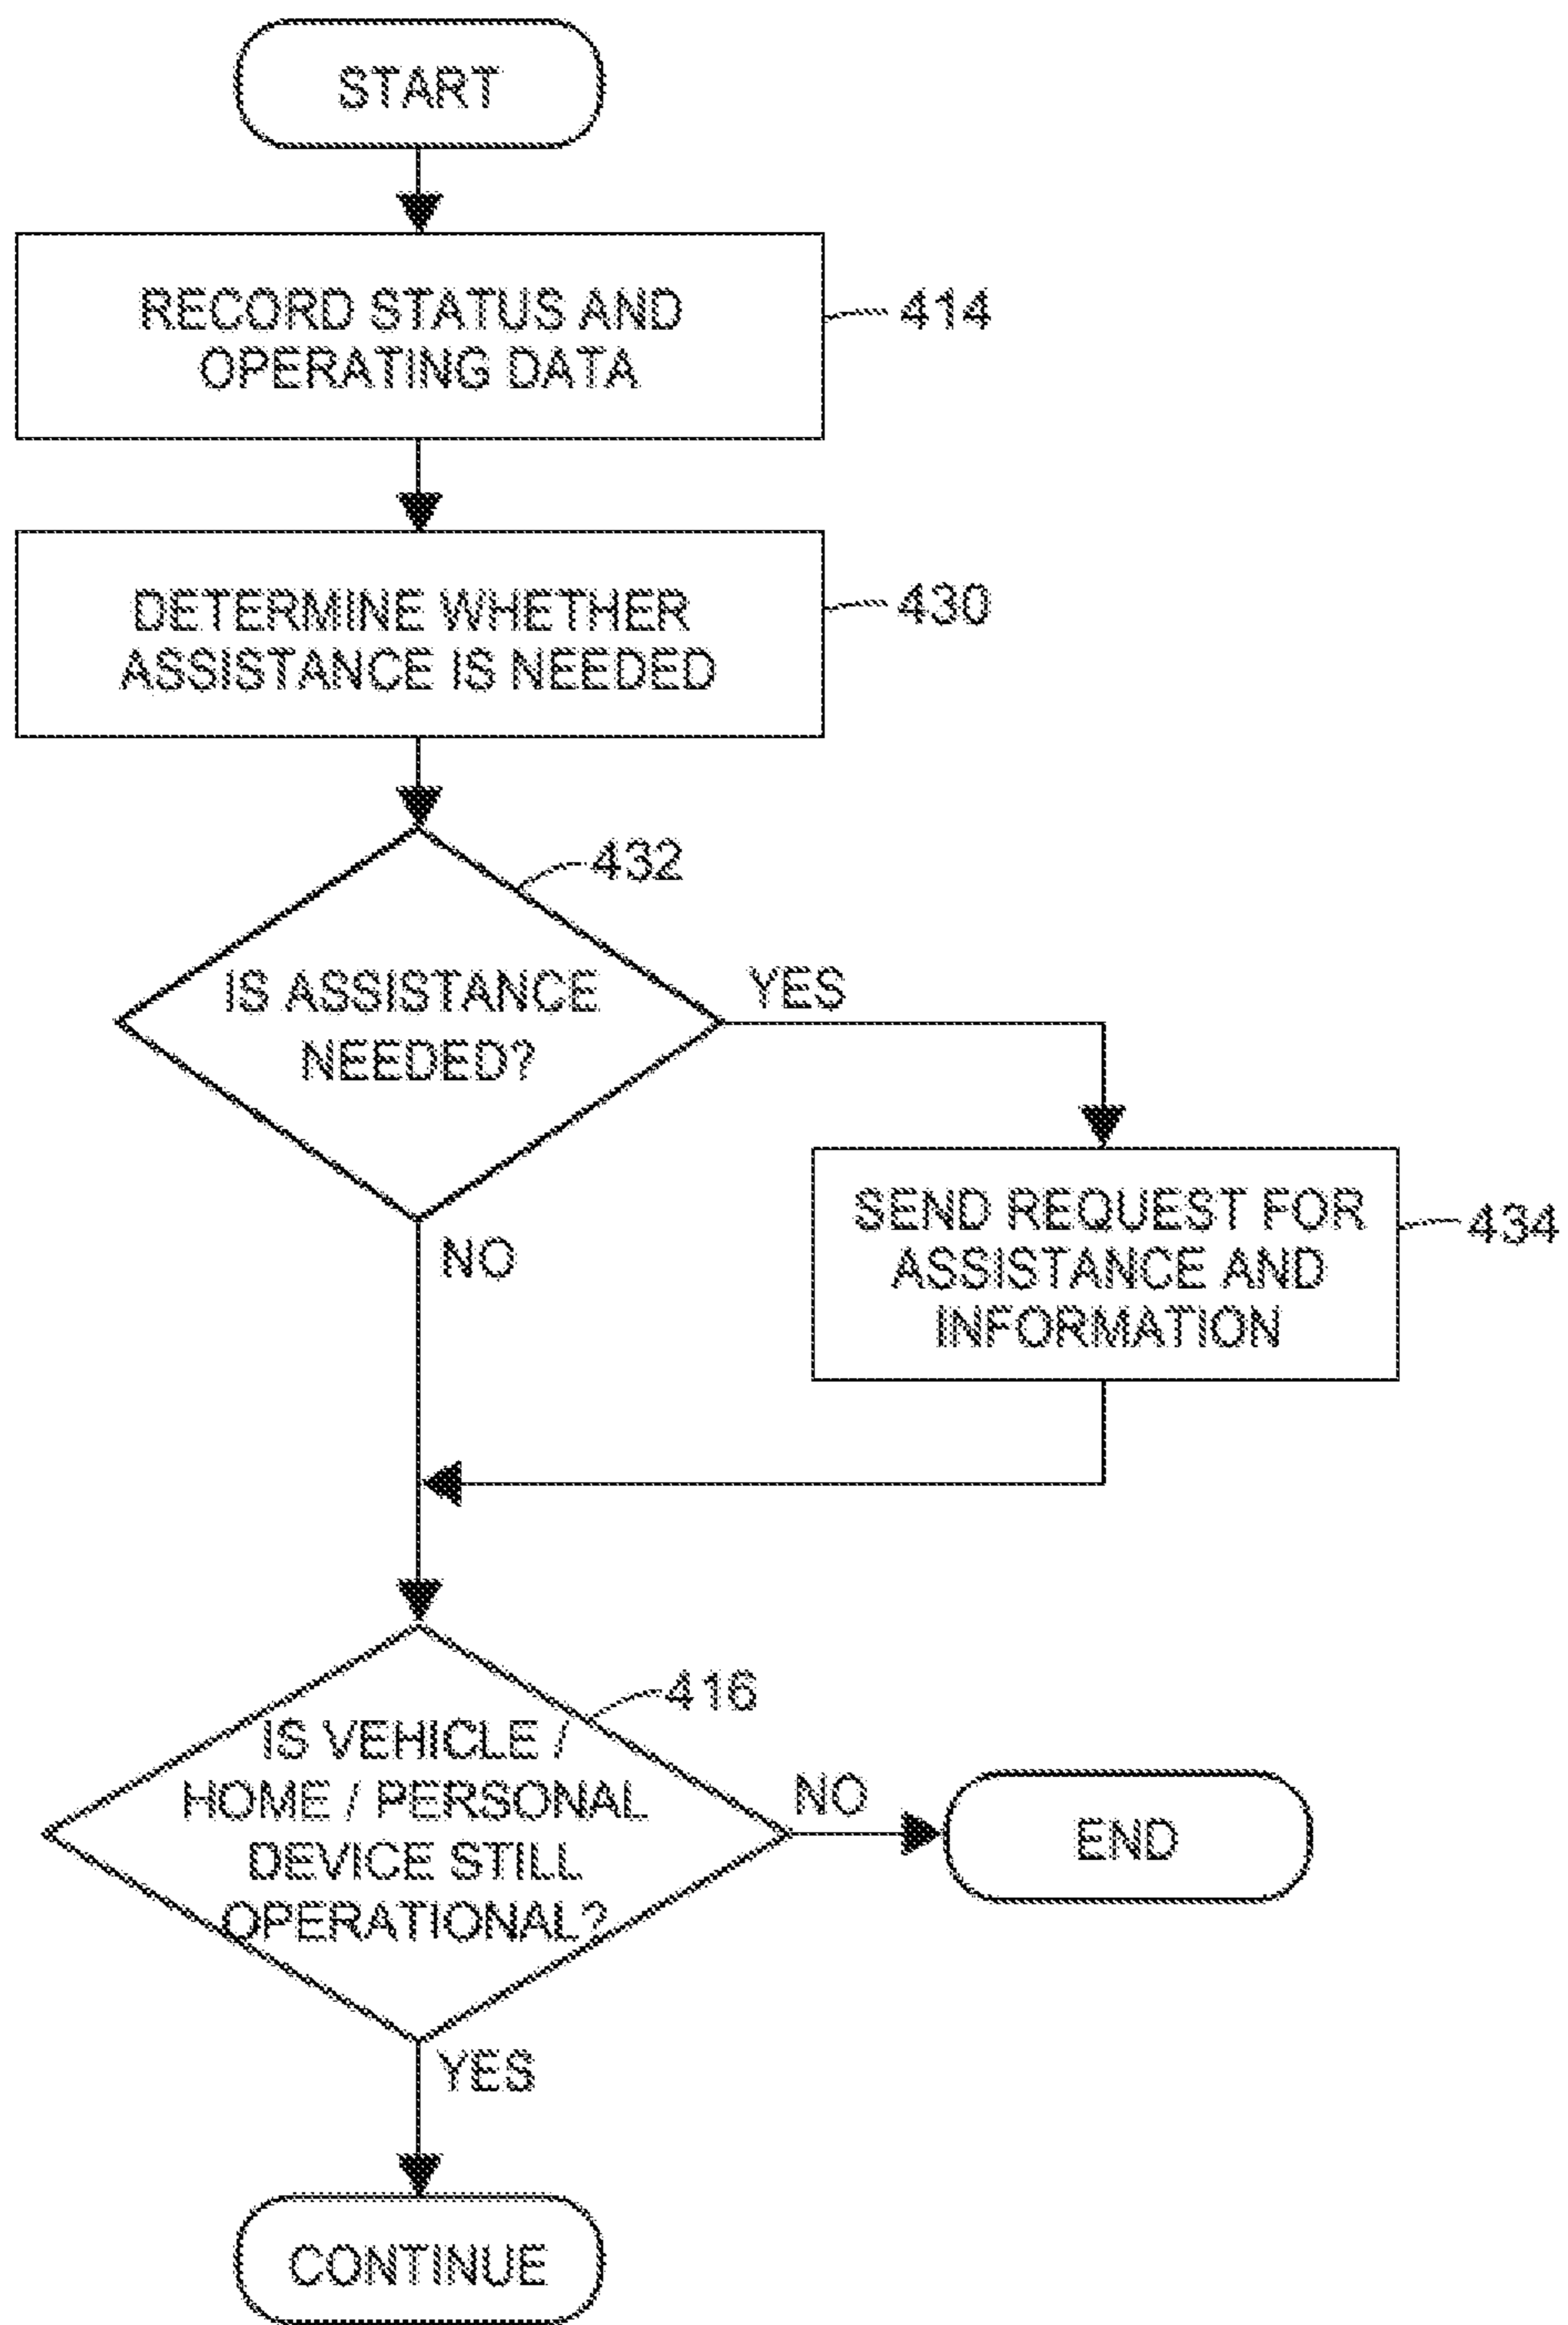 START
RECORD STATUS AND
OPERATING DATA
414
DETERMINE WHETHER
ASSISTANCE IS NEEDED
430
432
IS ASSISTANCE
NEEDED?
YES
NO
SEND REQUEST FOR
ASSISTANCE AND
INFORMATION
434
416
IS VEHICLE /
HOME / PERSONAL
DEVICE STILL
OPERATIONAL?
NO
END
YES
CONTINUE